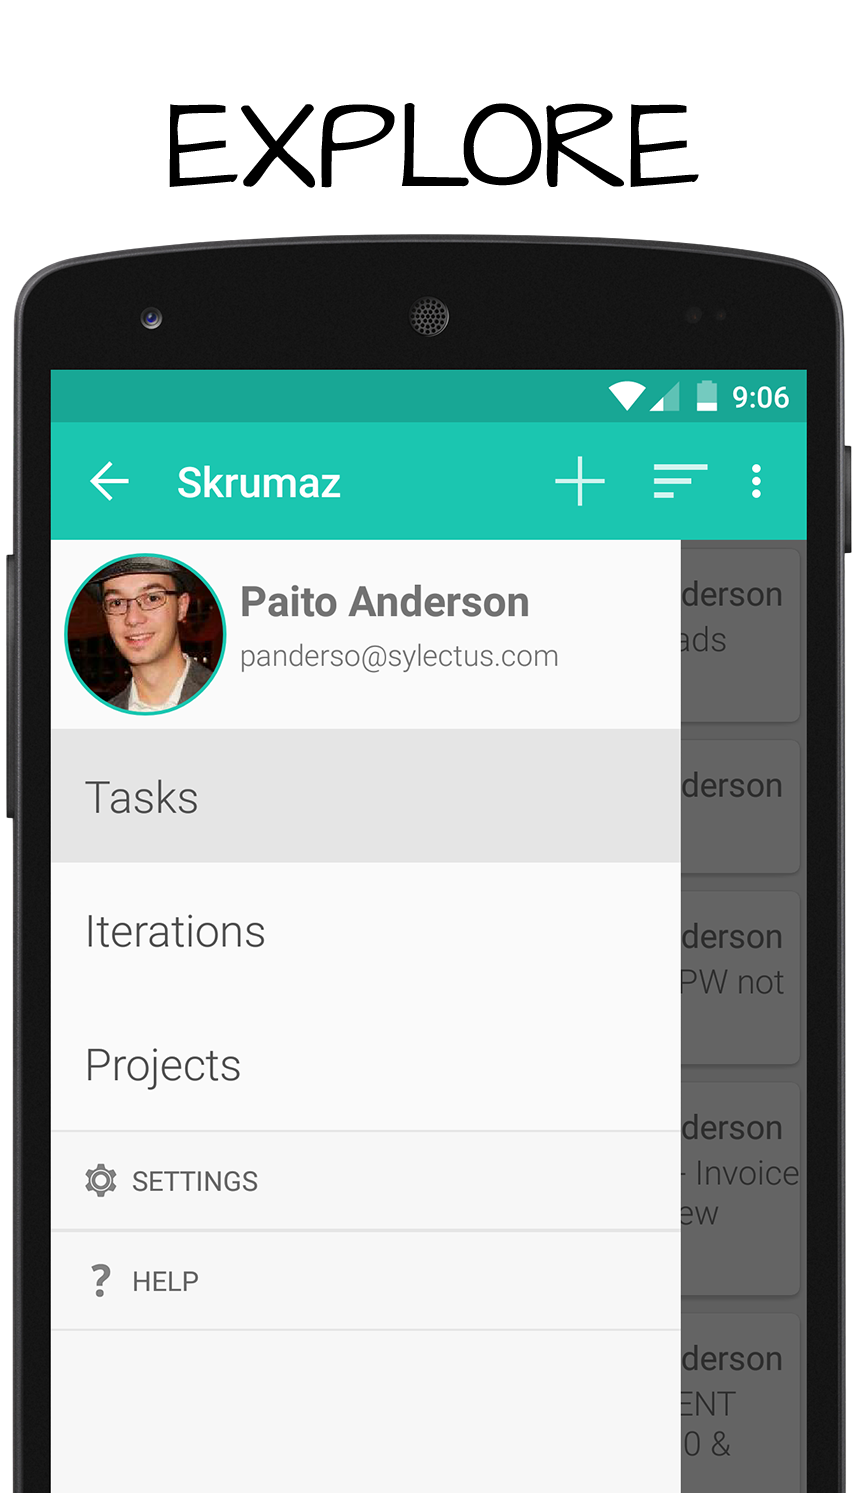 EXPLORE
9:06
Skrumaz
Paito Anderson
panderso@sylectus.com
Tasks
Iterations
Projects
SETTINGS
HELP
derson
ads
derson
derson
PW not
derson
- Invoice
ew
derson
ENT
0 &